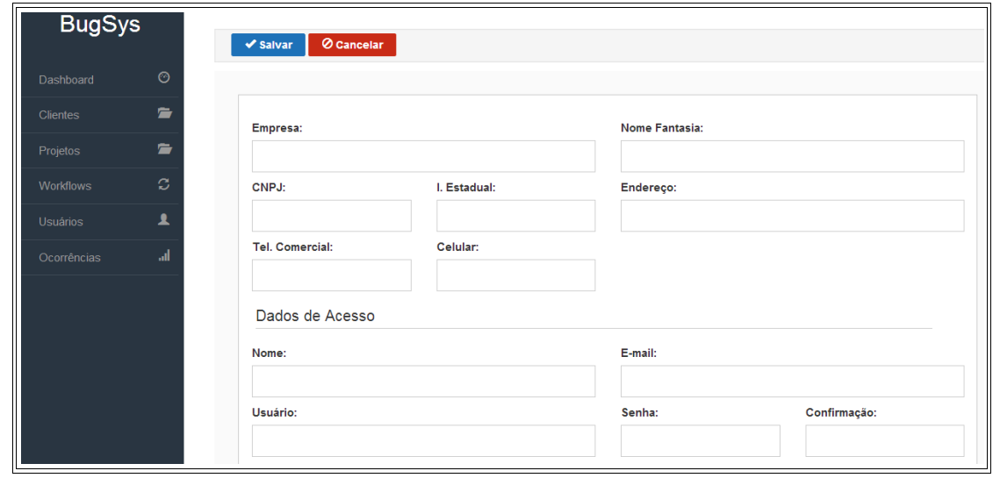 BugSys
Dashboard
Clientes
Projetos
Workflows
Usuários
Ocorrências
Salvar Cancelar
Empresa: Nome Fantasia:
CNPJ: I. Estadual: Endereço:
Tel. Comercial: Celular:
Dados de Acesso
Nome: E-mail:
Usuário: Senha: Confirmação: